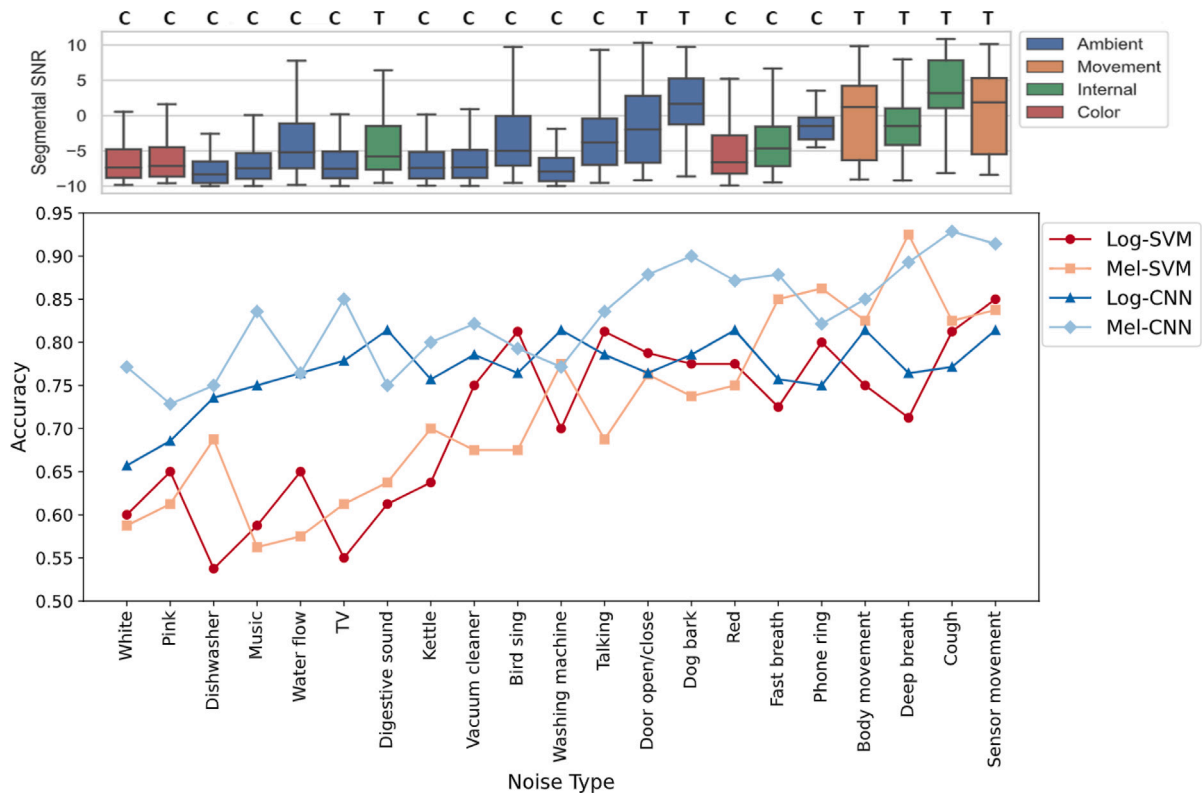 C C C C C C T C C C C C T T C C C T T T T
Segmental SNR
10
5
0
−5
−10
Ambient
Movement
Internal
Color
Accuracy
0.95
0.90
0.85
0.80
0.75
0.70
0.65
0.60
0.55
0.50
Log-SVM
Mel-SVM
Log-CNN
Mel-CNN
White
Pink
Dishwasher
Music
Water flow
TV
Digestive sound
Kettle
Vacuum cleaner
Bird sing
Washing machine
Talking
Door open/close
Dog bark
Red
Fast breath
Phone ring
Body movement
Deep breath
Cough
Sensor movement
Noise Type